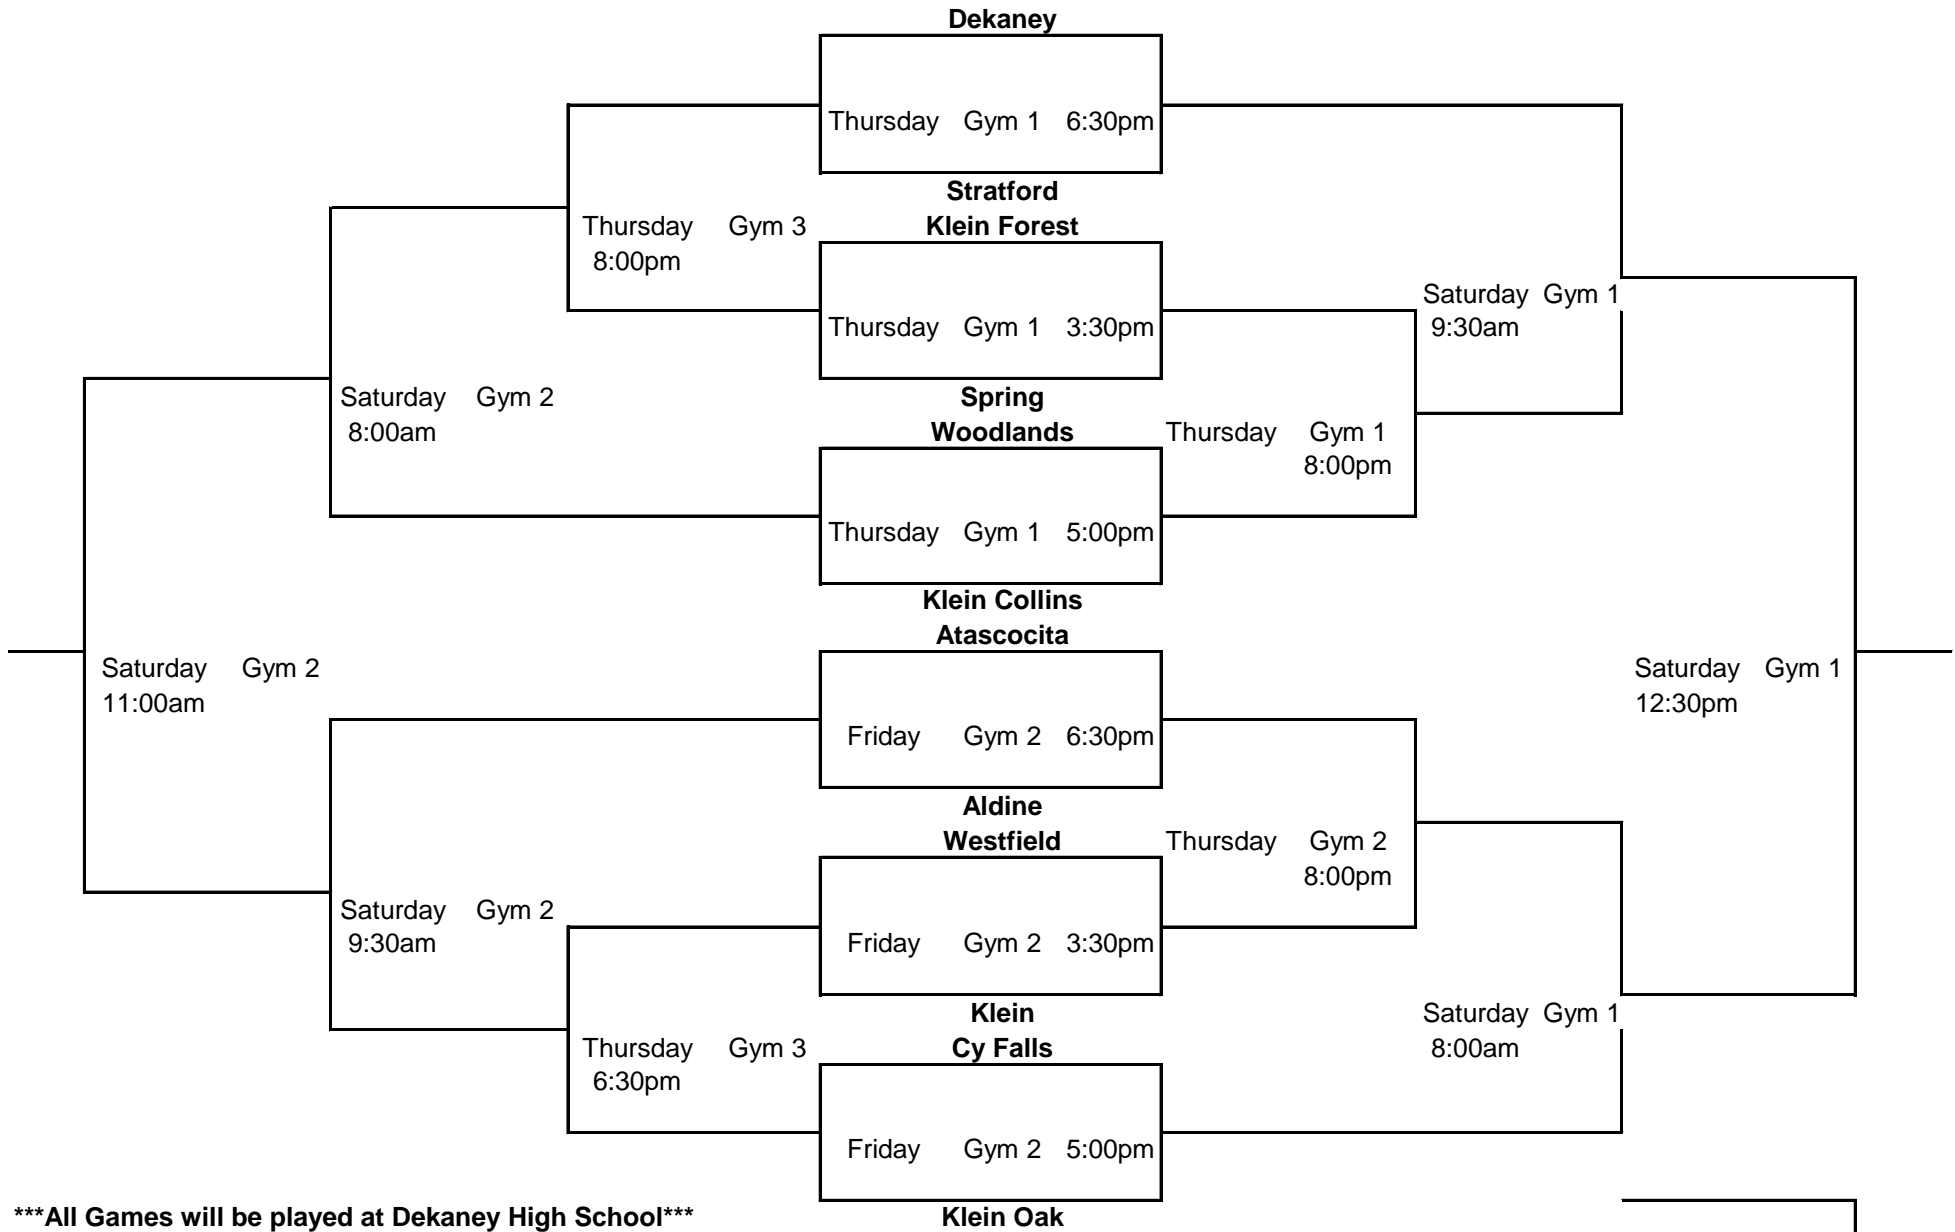 Dekaney
Thursday Gym 1 6:30pm
Stratford
Thursday Gym 3 Klein Forest
8:00pm
Saturday Gym 1
Thursday Gym 1 3:30pm 9:30am
Saturday Gym 2 Spring
8:00am Woodlands Thursday Gym 1
8:00pm
Thursday Gym 1 5:00pm
Klein Collins
Atascocita
Saturday Gym 2 Saturday Gym 1
11:00am 12:30pm
Friday Gym 2 6:30pm
Aldine
Westfield Thursday Gym 2
8:00pm
Saturday Gym 2
9:30am Friday Gym 2 3:30pm
Klein Saturday Gym 1
Thursday Gym 3 Cy Falls 8:00am
6:30pm
Friday Gym 2 5:00pm
***All Games will be played at Dekaney High School*** Klein Oak